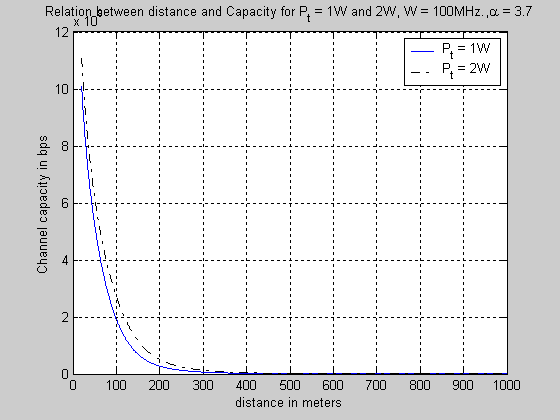 Relation between distance and Capacity for Pt = 1W and 2W, W = 100MHz.,α = 3.7
x 10
12
10
8
6
4
2
0
Channel capacity in bps
Pt = 1W
Pt = 2W
0 100 200 300 400 500 600 700 800 900 1000
distance in meters